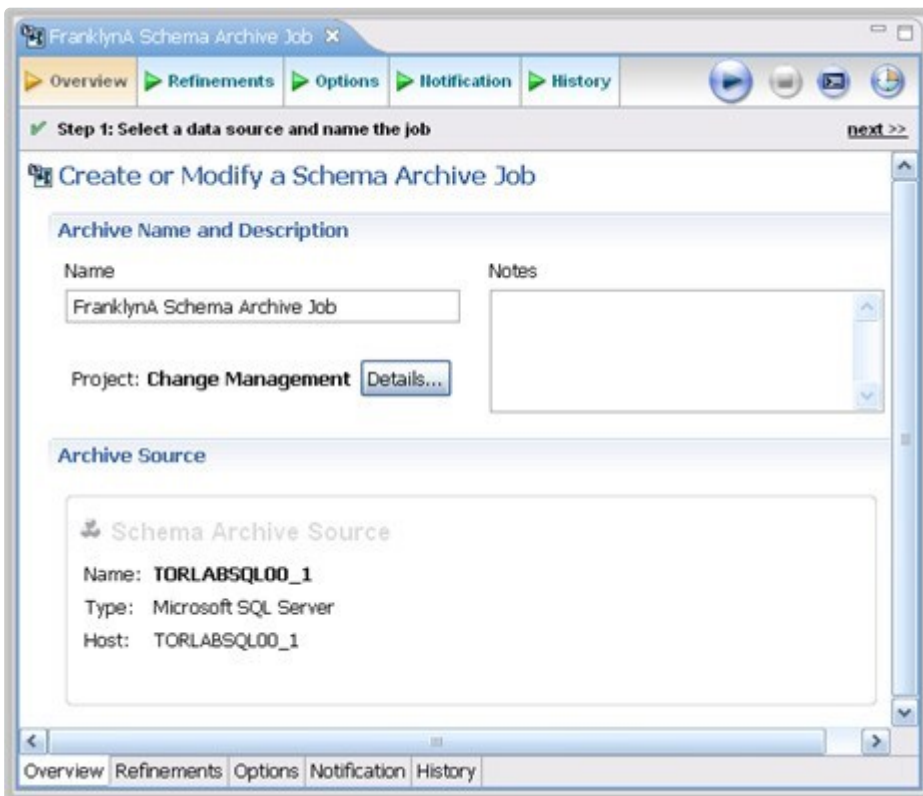 FranklynA Schema Archive Job
Overview Refinements Options Notification History
Step 1: Select a data source and name the job next >>
Create or Modify a Schema Archive Job
Archive Name and Description
Name Notes
FranklynA Schema Archive Job
Project: Change Management Details...
Archive Source
Schema Archive Source
Name: TORLABSQL00_1
Type: Microsoft SQL Server
Host: TORLABSQL00_1
Overview Refinements Options Notification History